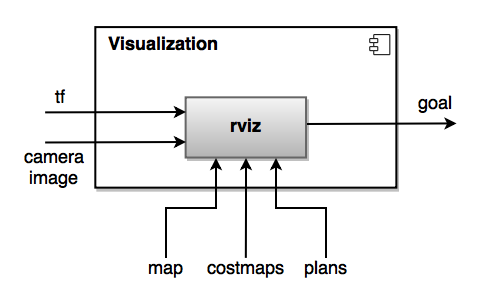 Visualization
tf
rviz
goal
camera
image
map
costmaps
plans